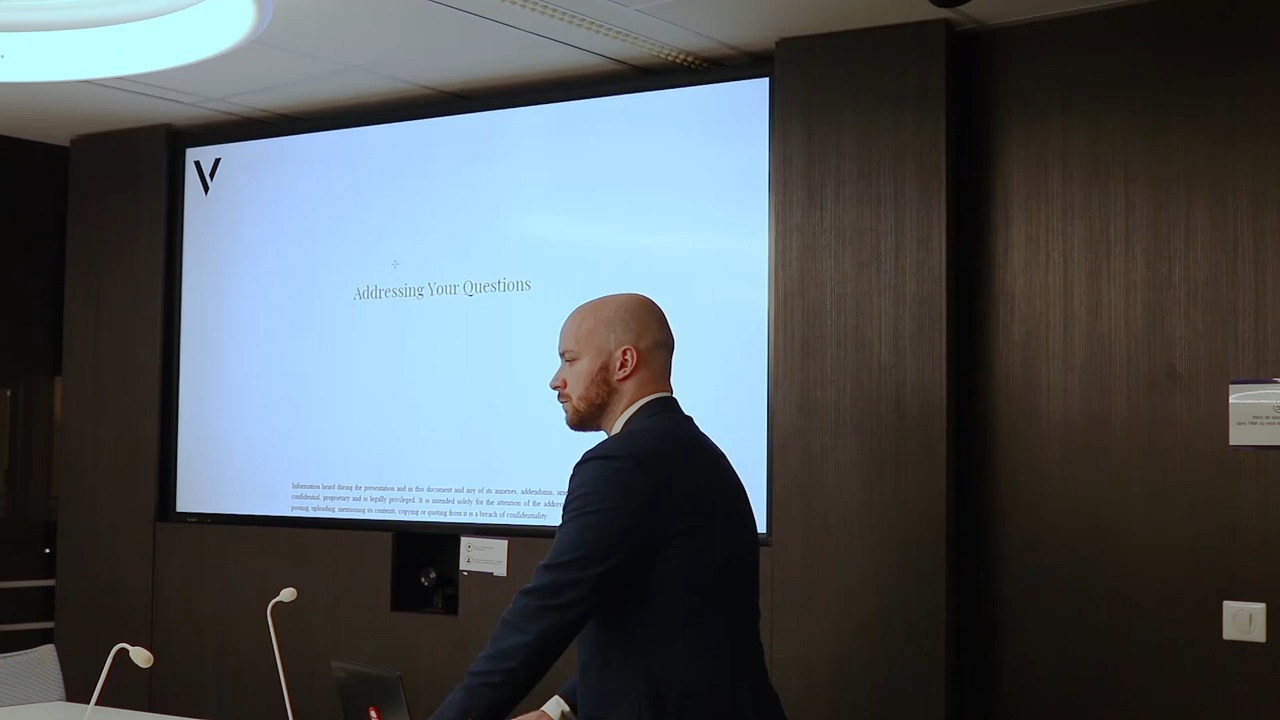 V
Addressing Your Questions
Information heard during the presentation and in this document and any of its annexes, addendums,
confidential, proprietary and is legally privileged. It is intended solely for the attention of the
posting, uploading, mentioning its contents, copying or quoting from it is a breach of confidentiality